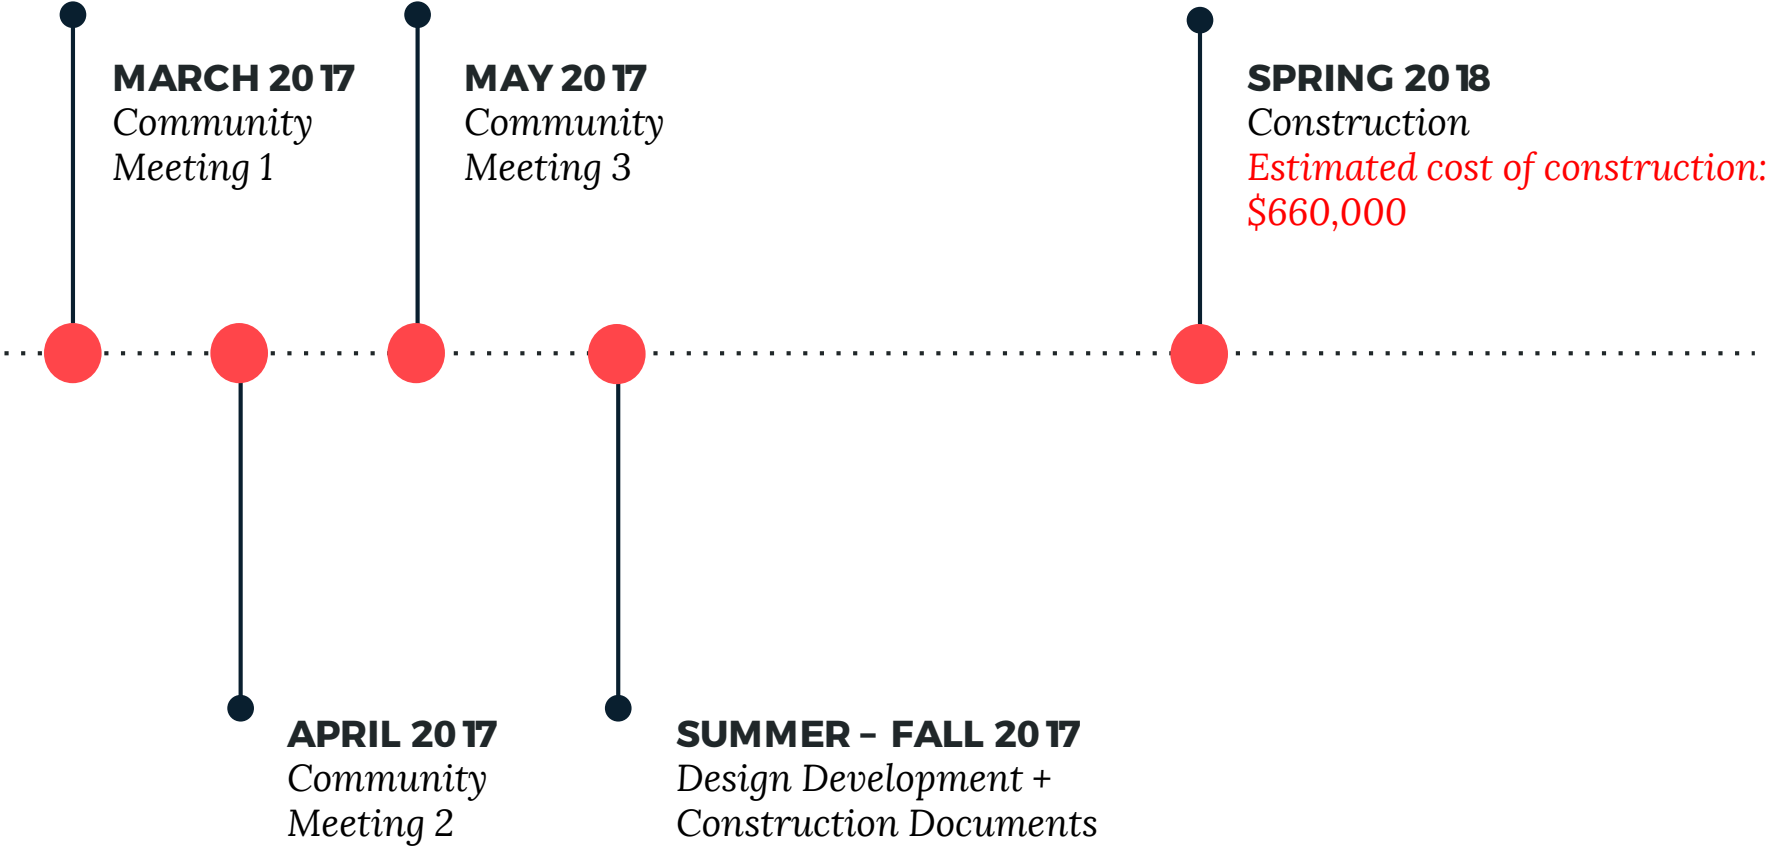 MARCH 2017
Community
Meeting 1
APRIL 2017
Community
Meeting 2
MAY 2017
Community
Meeting 3
SUMMER – FALL 2017
Design Development +
Construction Documents
SPRING 2018
Construction
Estimated cost of construction:
$660,000